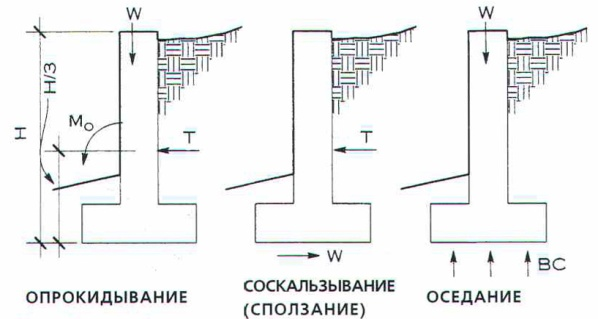 W
W
H
H/3
Mo
T
T
W
BC
ОПРОКИДЫВАНИЕ
СОСКАЛЬЗЫВАНИЕ
(СПОЛЗАНИЕ)
ОСЕДАНИЕ